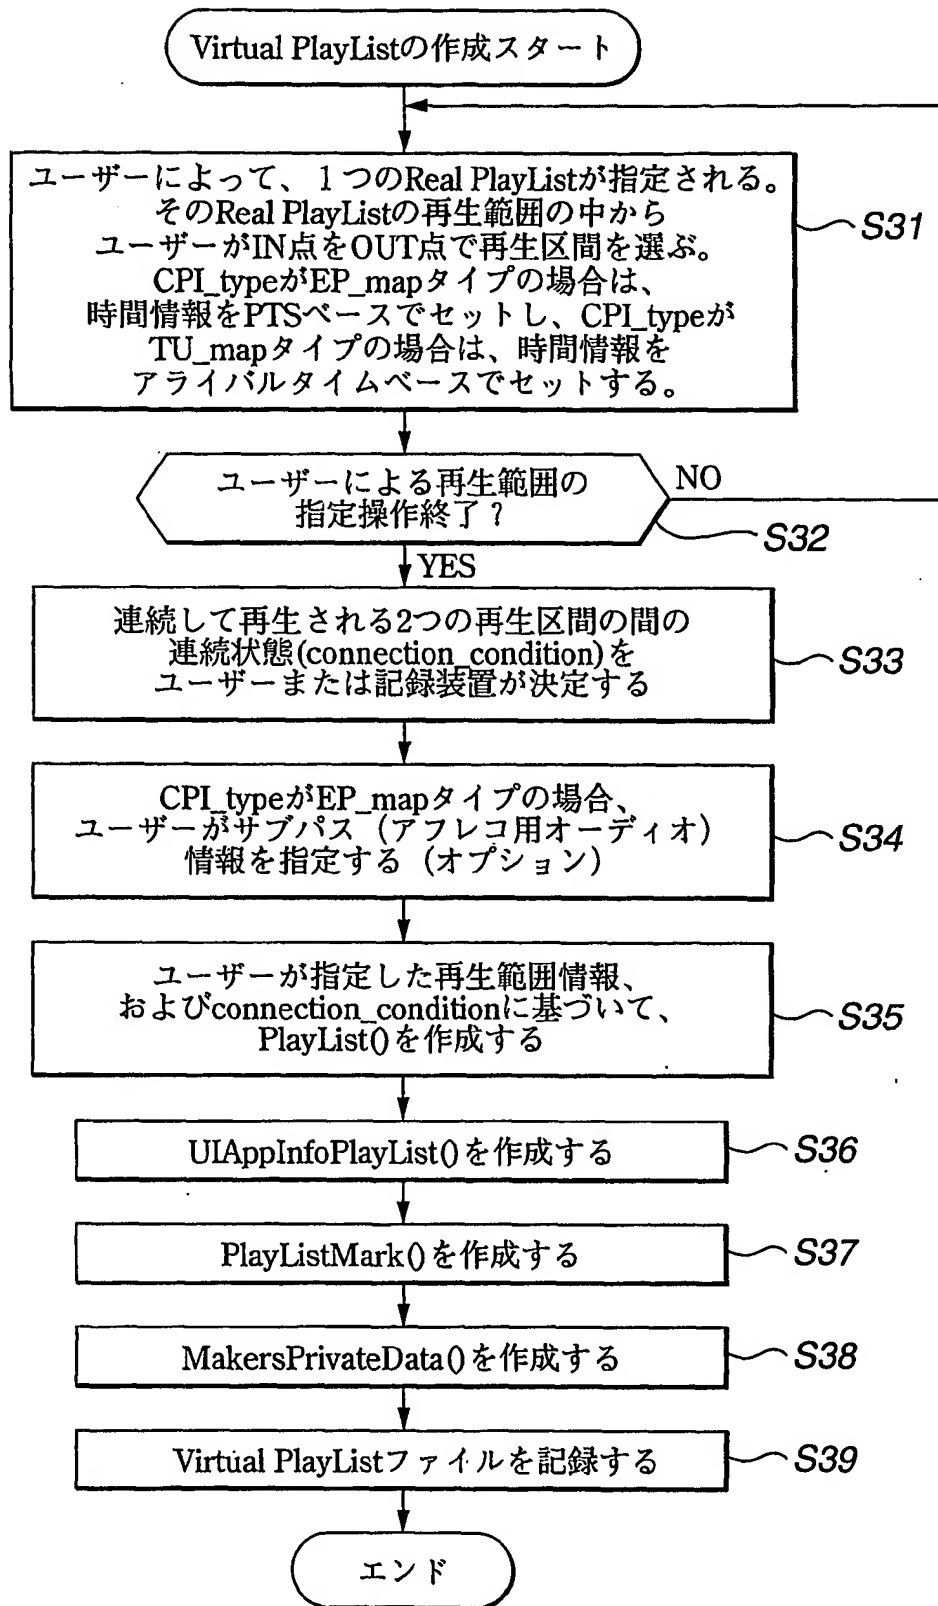 Virtual PlayListの作成スタート
ユーザーによって、1つのReal PlayListが指定される。
そのReal PlayListの再生範囲の中から
ユーザーがIN点をOUT点で再生区間を選ぶ。
CPI_typeがEP_mapタイプの場合は、
時間情報をPTSベースでセットし、CPI_typeが
TU_mapタイプの場合は、時間情報を
アライバルタイムベースでセットする。
S31
ユーザーによる再生範囲の
指定操作終了?
NO
S32
YES
連続して再生される2つの再生区間の間の
連続状態(connection_condition)を
ユーザーまたは記録装置が決定する
S33
CPI_typeがEP_mapタイプの場合、
ユーザーがサブパス（アフレコ用オーディオ）
情報を指定する（オプション）
S34
ユーザーが指定した再生範囲情報、
およびconnection_conditionに基づいて、
PlayList()を作成する
S35
UIAppInfoPlayList()を作成する
S36
PlayListMark()を作成する
S37
MakersPrivateData()を作成する
S38
Virtual PlayListファイルを記録する
S39
エンド